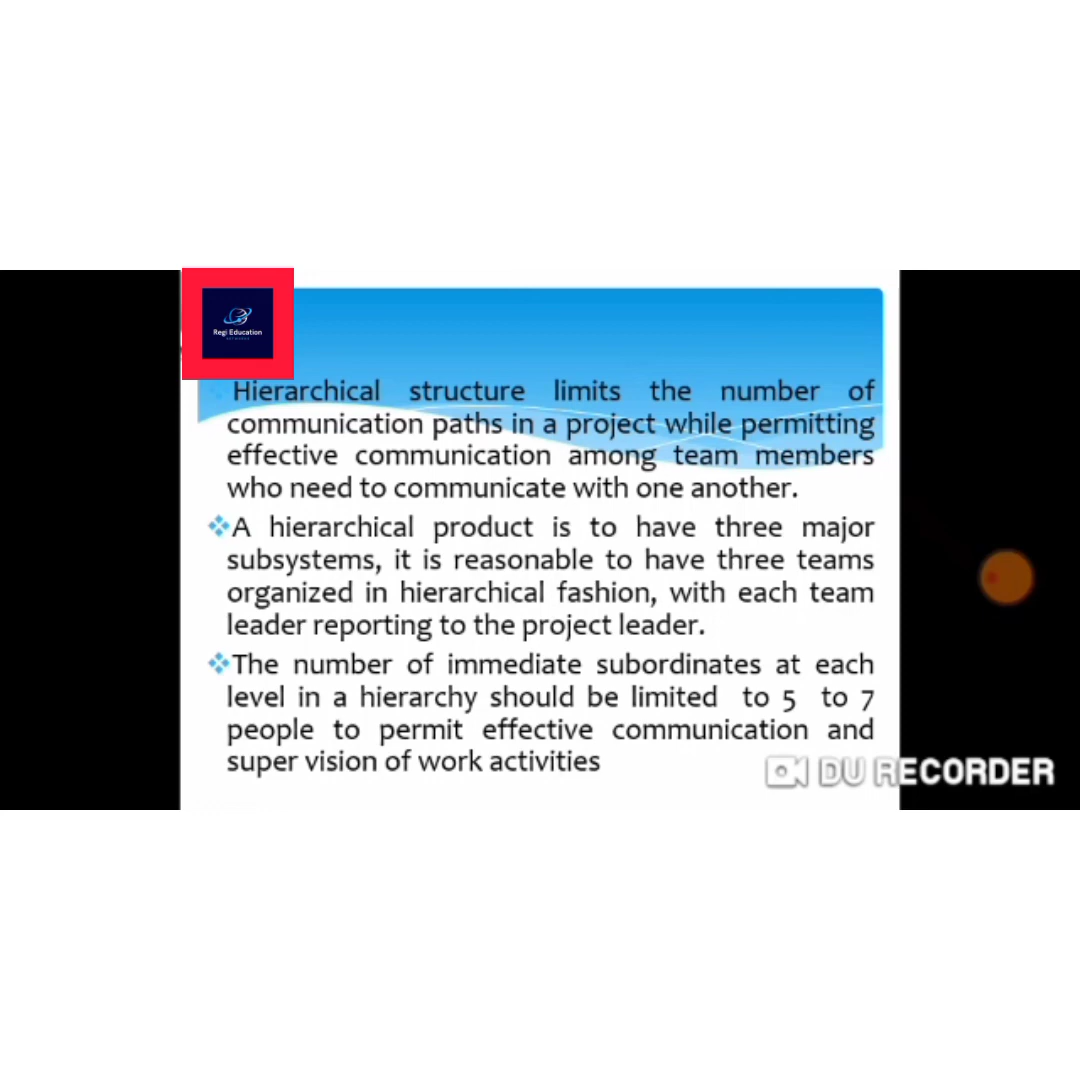 Regi Education
Hierarchical structure limits the number of
communication paths in a project while permitting
effective communication among team members
who need to communicate with one another.
A hierarchical product is to have three major
subsystems, it is reasonable to have three teams
organized in hierarchical fashion, with each team
leader reporting to the project leader.
The number of immediate subordinates at each
level in a hierarchy should be limited to 5 to 7
people to permit effective communication and
super vision of work activities
DU RECORDER